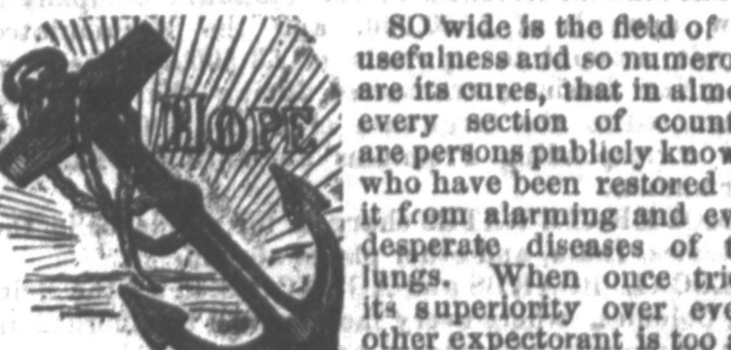 HOPE
SO wide is the field of
usefulness and so numero
are its cures, that in almo
every section of count
are persons publicly know
who have been restored
it from alarming and ev
desperate diseases of t
lungs. When once trie
its superiority over eve
other expectorant is too a